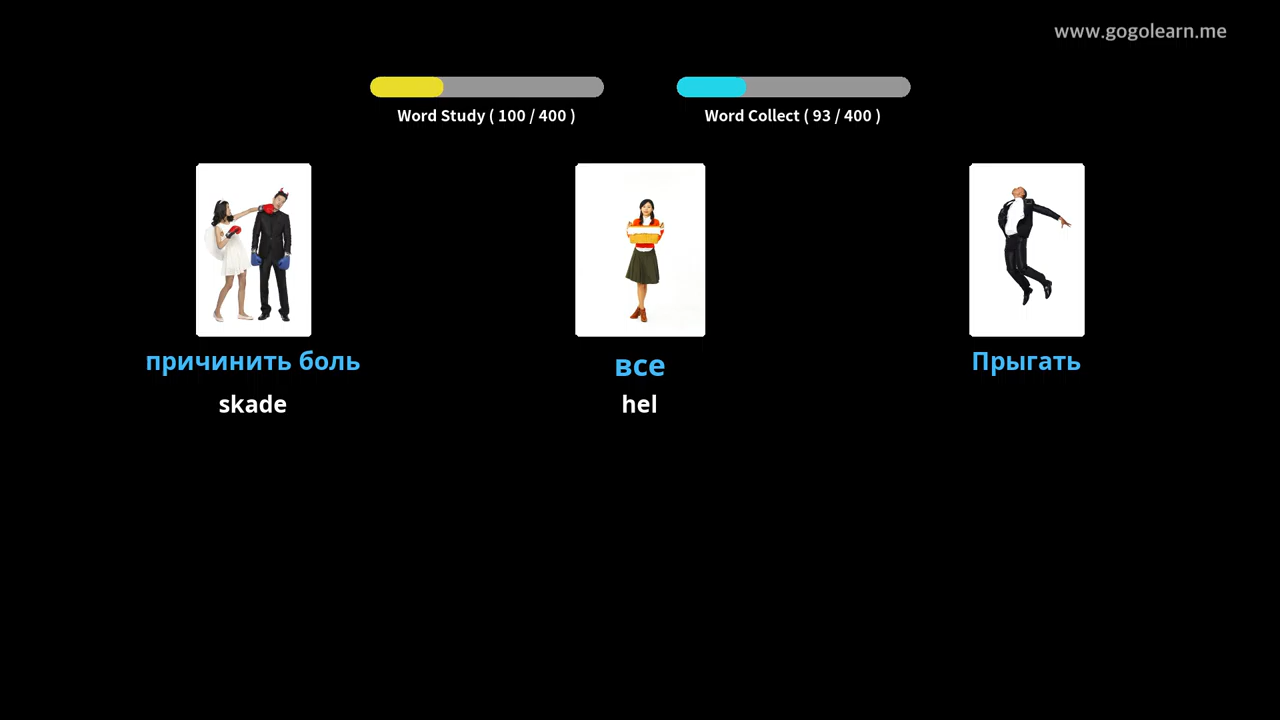 www.gogolearn.me
Word Study ( 100 / 400 )
Word Collect ( 93 / 400 )
причинить боль
все
Прыгать
skade
hel